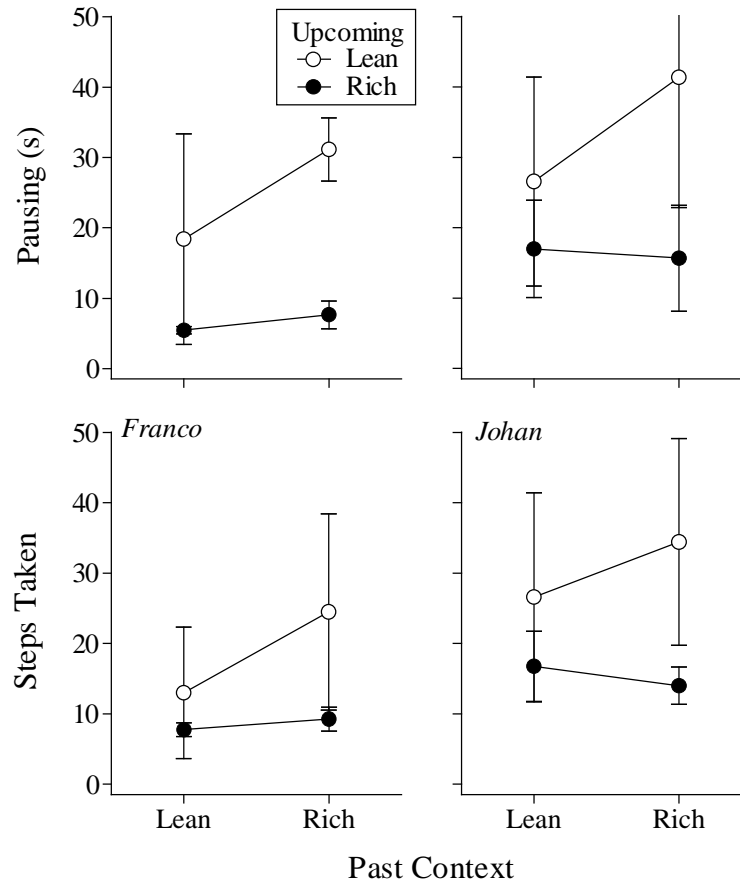 Upcoming
Lean
Rich
Pausing (s)
50
40
30
20
10
0
Franco
Johan
Steps Taken
50
40
30
20
10
0
Lean
Rich
Lean
Rich
Past Context